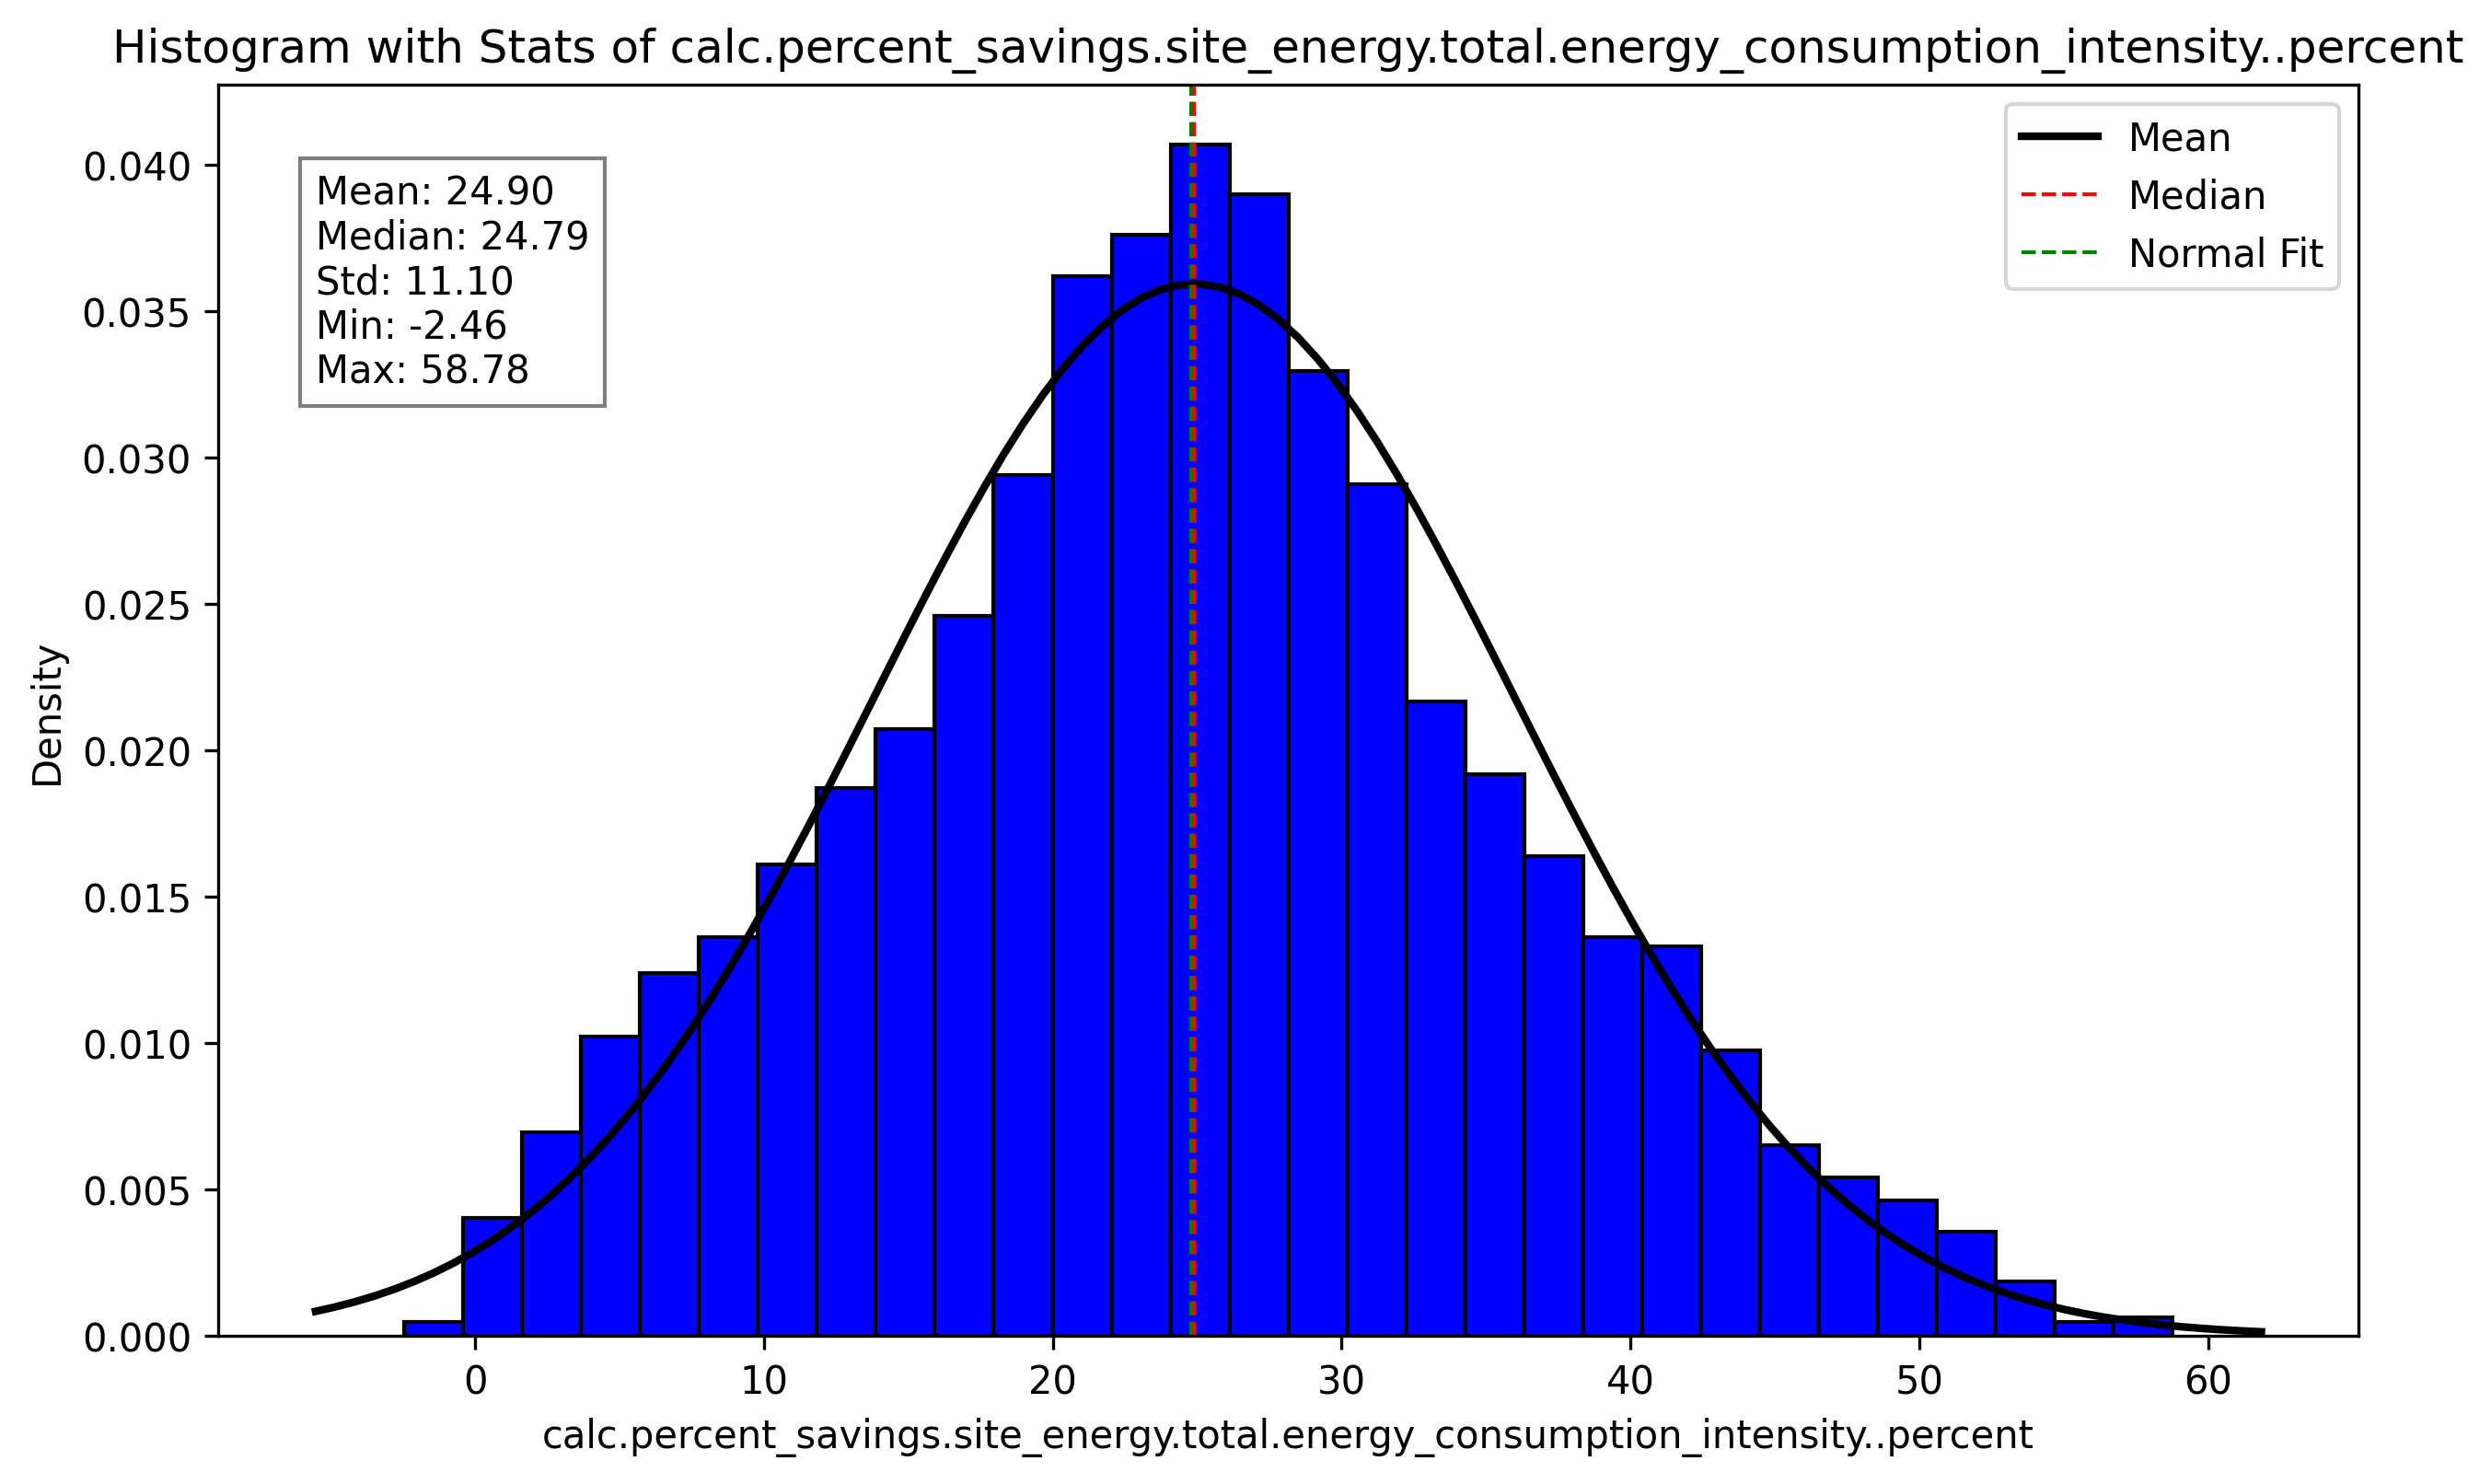 Histogram with Stats of calc.percent_savings.site_energy.total.energy_consumption_intensity..percent
Mean: 24.90
Median: 24.79
Std: 11.10
Min: -2.46
Max: 58.78
Mean
Median
Normal Fit
Density
0.040
0.035
0.030
0.025
0.020
0.015
0.010
0.005
0.000
0 10 20 30 40 50 60
calc.percent_savings.site_energy.total.energy_consumption_intensity..percent